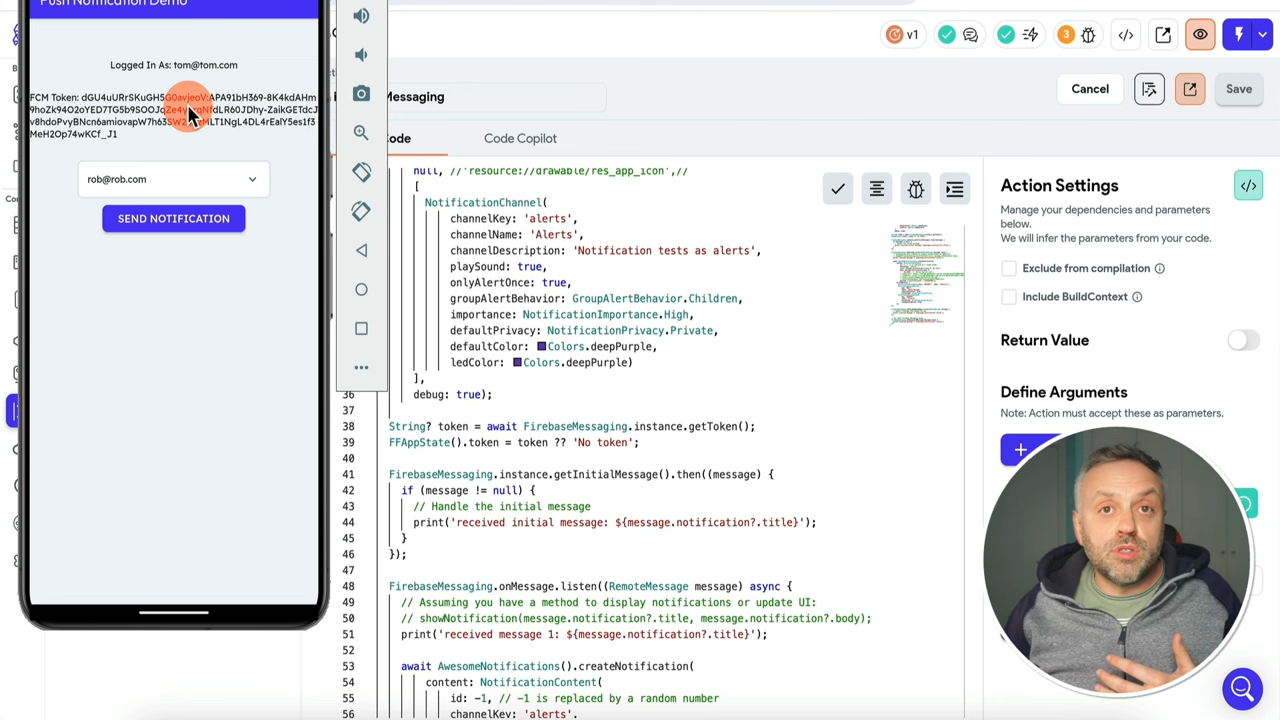 Push Notification Demo
Logged In As: tom@tom.com
rob@rob.com
SEND NOTIFICATION
v1
3
Messaging
Cancel
Save
Code Copilot
null, //'resource://drawable/res_app_icon',//
[
NotificationChannel(
channelKey: 'alerts',
channelName: 'Alerts',
channelDescription: 'Notification tests as alerts',
playSound: true,
onlyAlertOnce: true,
groupAlertBehavior: GroupAlertBehavior.Children,
importance: NotificationImportance.High,
defaultPrivacy: NotificationPrivacy.Private,
defaultColor: Colors.deepPurple,
ledColor: Colors.deepPurple)
],
36 debug: true);
37
38 String? token = await FirebaseMessaging.instance.getToken();
39 FFAppState().token = token ?? 'No token';
40
41 FirebaseMessaging.instance.getInitialMessage().then((message) {
42 if (message != null) {
43 // Handle the initial message
44 print('received initial message: ${message.notification?.title}');
45 }
46 });
47
48 FirebaseMessaging.onMessage.listen((RemoteMessage message) async {
49 // Assuming you have a method to display notifications or update UI:
50 // showNotification(message.notification?.title, message.notification?.body);
51 print('received message 1: ${message.notification?.title}');
52
53 await AwesomeNotifications().createNotification(
54 content: NotificationContent(
55 id: -1, // -1 is replaced by a random number
56 channelKey: 'alerts',
Action Settings
Manage your dependencies and parameters
below.
We will infer the parameters from your code.
Exclude from compilation
Include BuildContext
Return Value
Define Arguments
Note: Action must accept these as parameters.